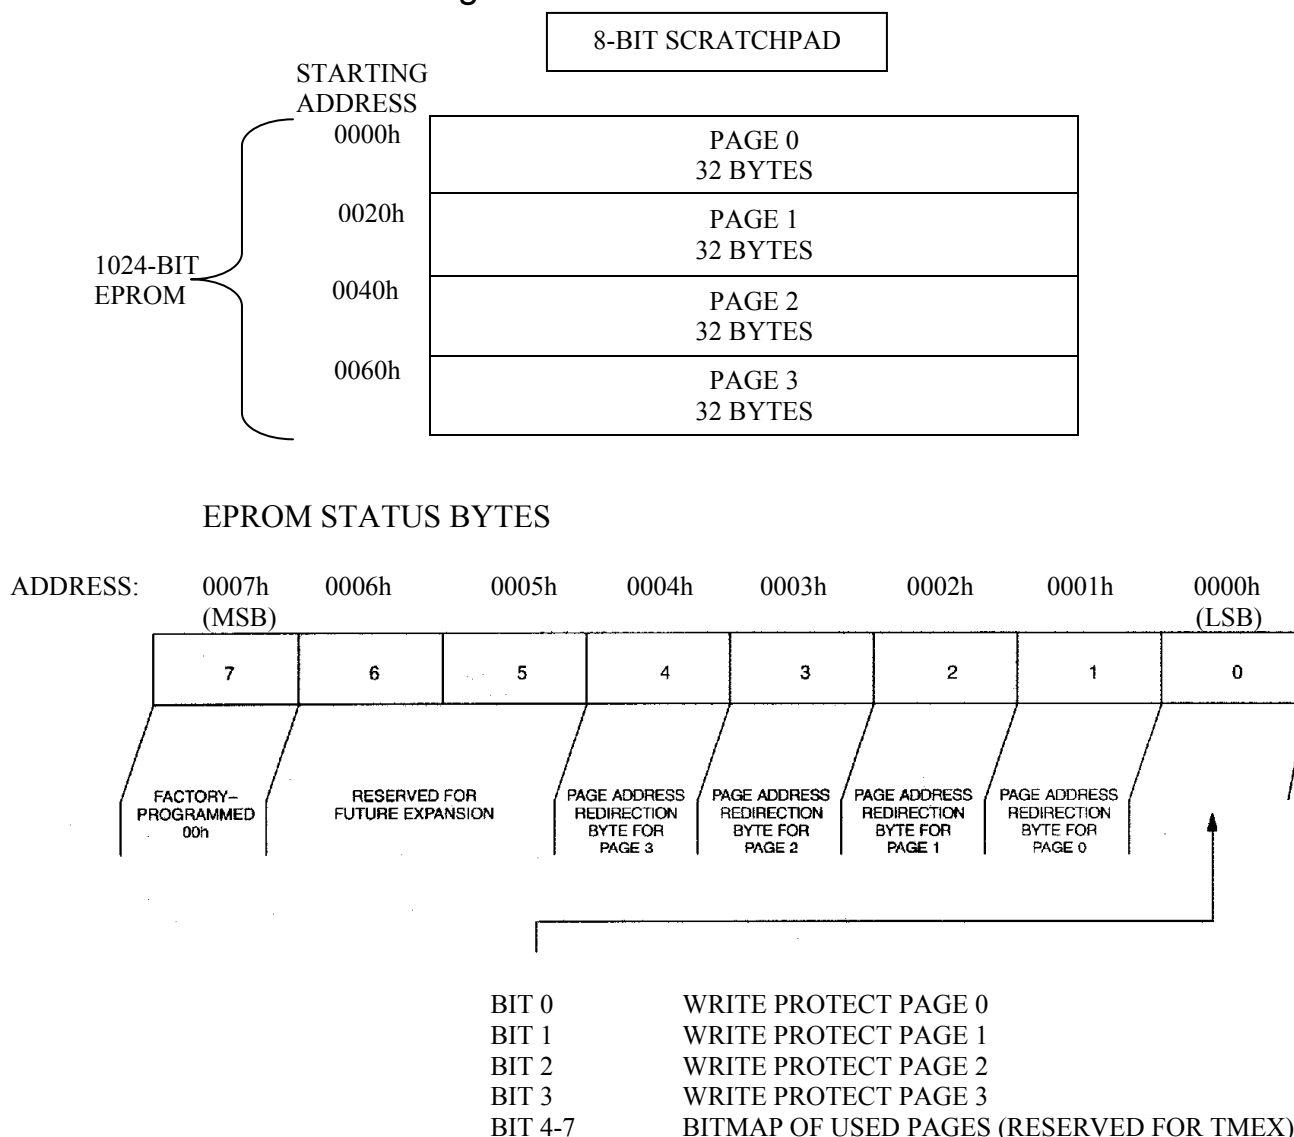 8-BIT SCRATCHPAD
STARTING
ADDRESS
0000h
PAGE 0
32 BYTES
0020h
PAGE 1
32 BYTES
1024-BIT
EPROM
0040h
PAGE 2
32 BYTES
0060h
PAGE 3
32 BYTES
EPROM STATUS BYTES
ADDRESS: 0007h 0006h 0005h 0004h 0003h 0002h 0001h 0000h
(MSB) (LSB)
7 6 5 4 3 2 1 0
FACTORY–
PROGRAMMED
00h
RESERVED FOR
FUTURE EXPANSION
PAGE ADDRESS
REDIRECTION
BYTE FOR
PAGE 3
PAGE ADDRESS
REDIRECTION
BYTE FOR
PAGE 2
PAGE ADDRESS
REDIRECTION
BYTE FOR
PAGE 1
PAGE ADDRESS
REDIRECTION
BYTE FOR
PAGE 0
BIT 0 WRITE PROTECT PAGE 0
BIT 1 WRITE PROTECT PAGE 1
BIT 2 WRITE PROTECT PAGE 2
BIT 3 WRITE PROTECT PAGE 3
BIT 4-7 BITMAP OF USED PAGES (RESERVED FOR TMEX)